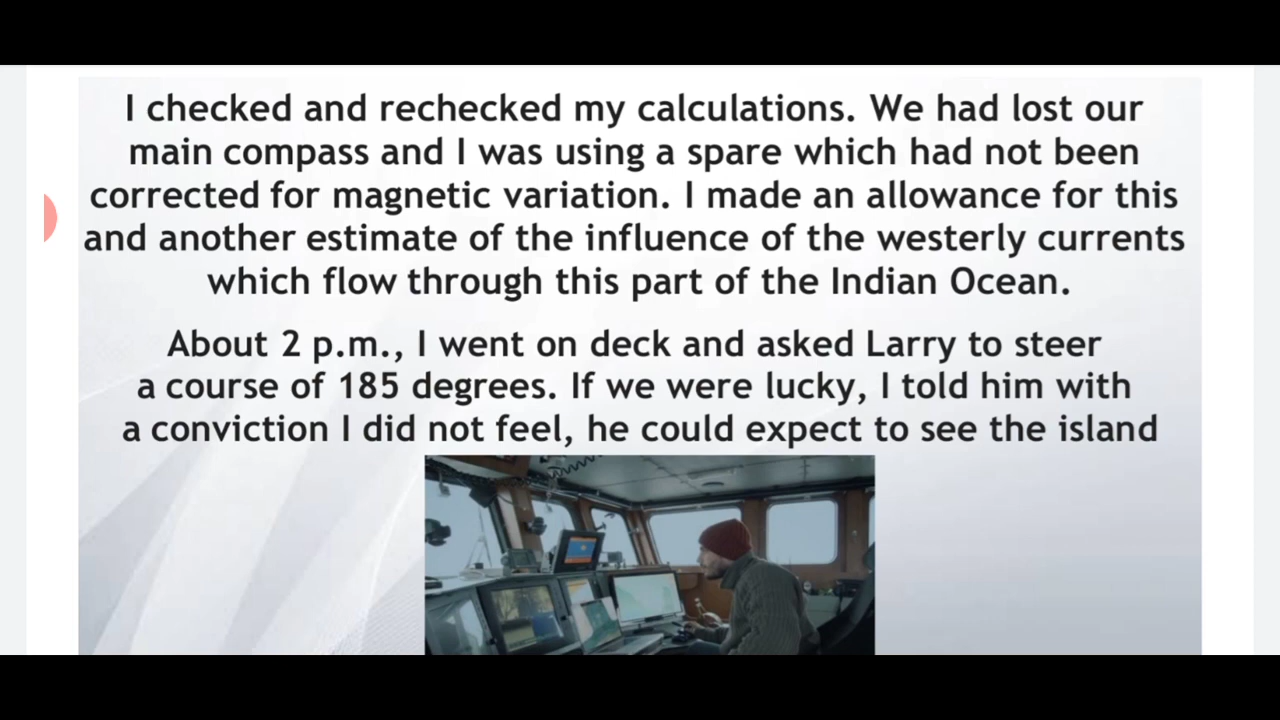 I checked and rechecked my calculations. We had lost our
main compass and I was using a spare which had not been
corrected for magnetic variation. I made an allowance for this
and another estimate of the influence of the westerly currents
which flow through this part of the Indian Ocean.
About 2 p.m., I went on deck and asked Larry to steer
a course of 185 degrees. If we were lucky, I told him with
a conviction I did not feel, he could expect to see the island